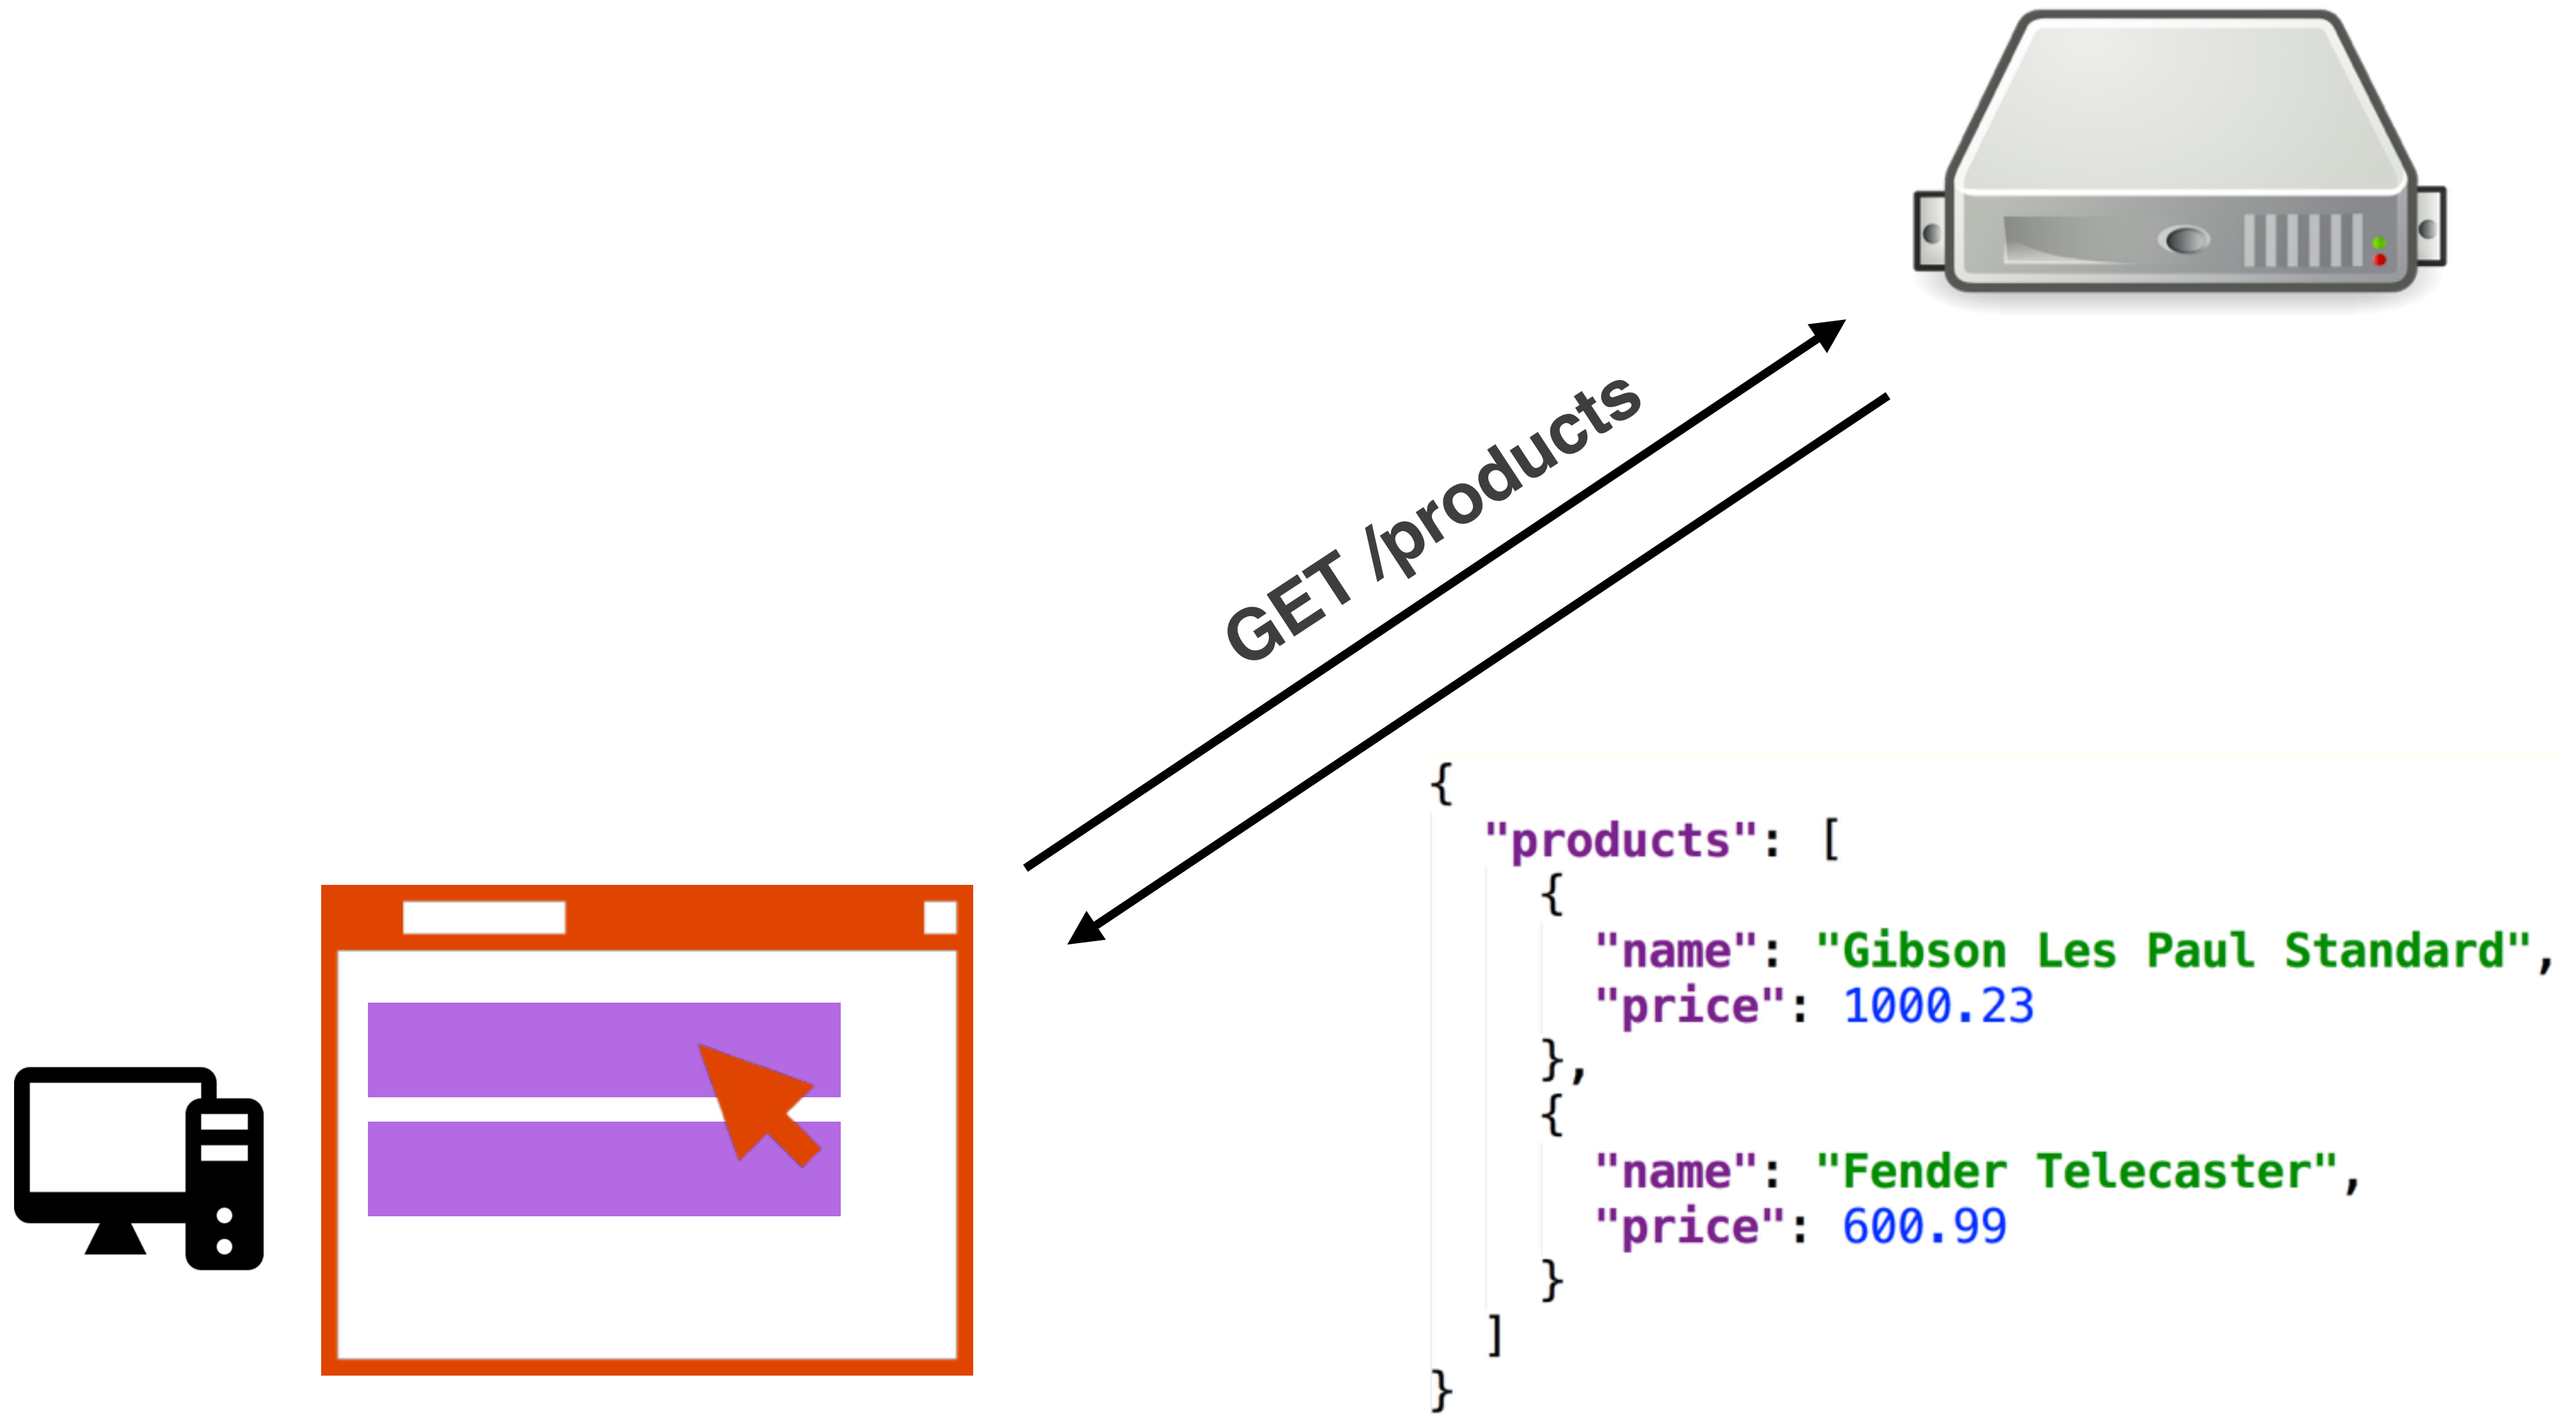 GET /products
{
"products": [
{
"name": "Gibson Les Paul Standard",
"price": 1000.23
},
{
"name": "Fender Telecaster",
"price": 600.99
}
]
}